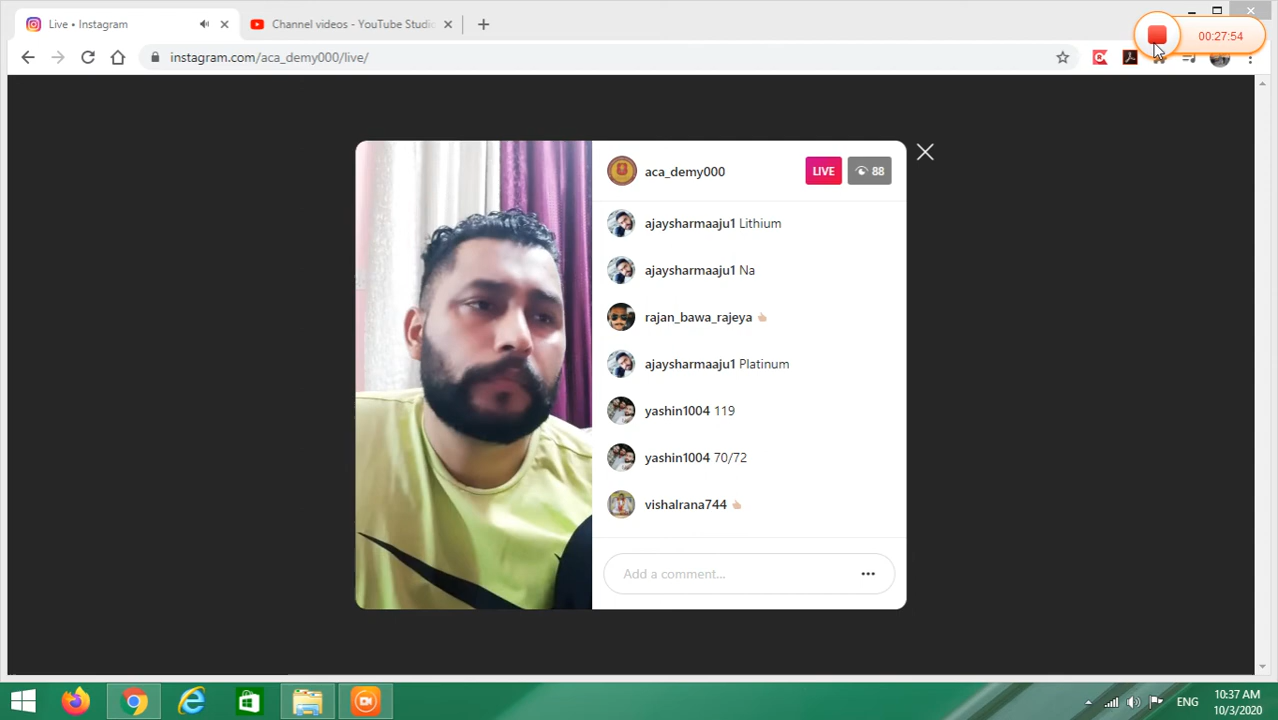 Live • Instagram
Channel videos - YouTube Studio
00:27:54
instagram.com/aca_demy000/live/
aca_demy000
LIVE
88
ajaysharmaaju1 Lithium
ajaysharmaaju1 Na
rajan_bawa_rajeya
ajaysharmaaju1 Platinum
yashin1004 119
yashin1004 70/72
vishalrana744
Add a comment...
ENG
10:37 AM
10/3/2020